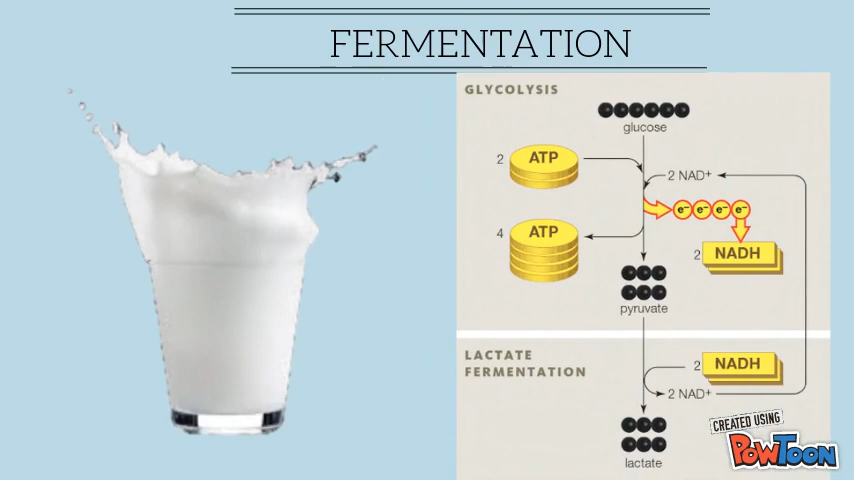 FERMENTATION
GLYCOLYSIS
glucose
2 ATP
2 NAD+
e- e- e- e-
4 ATP
2 NADH
pyruvate
LACTATE
FERMENTATION
2 NADH
2 NAD+
lactate
CREATED USING
POWTOON